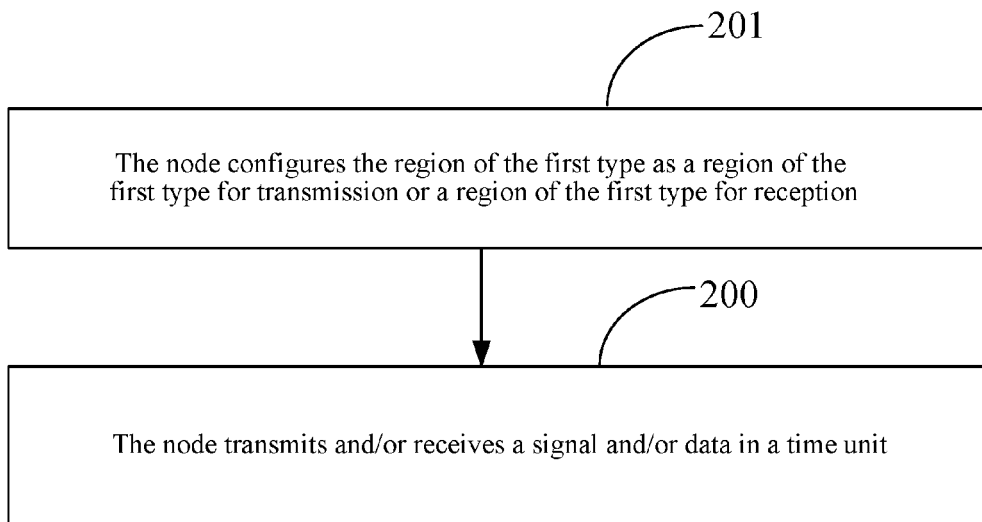 201
The node configures the region of the first type as a region of the
first type for transmission or a region of the first type for reception
200
The node transmits and/or receives a signal and/or data in a time unit